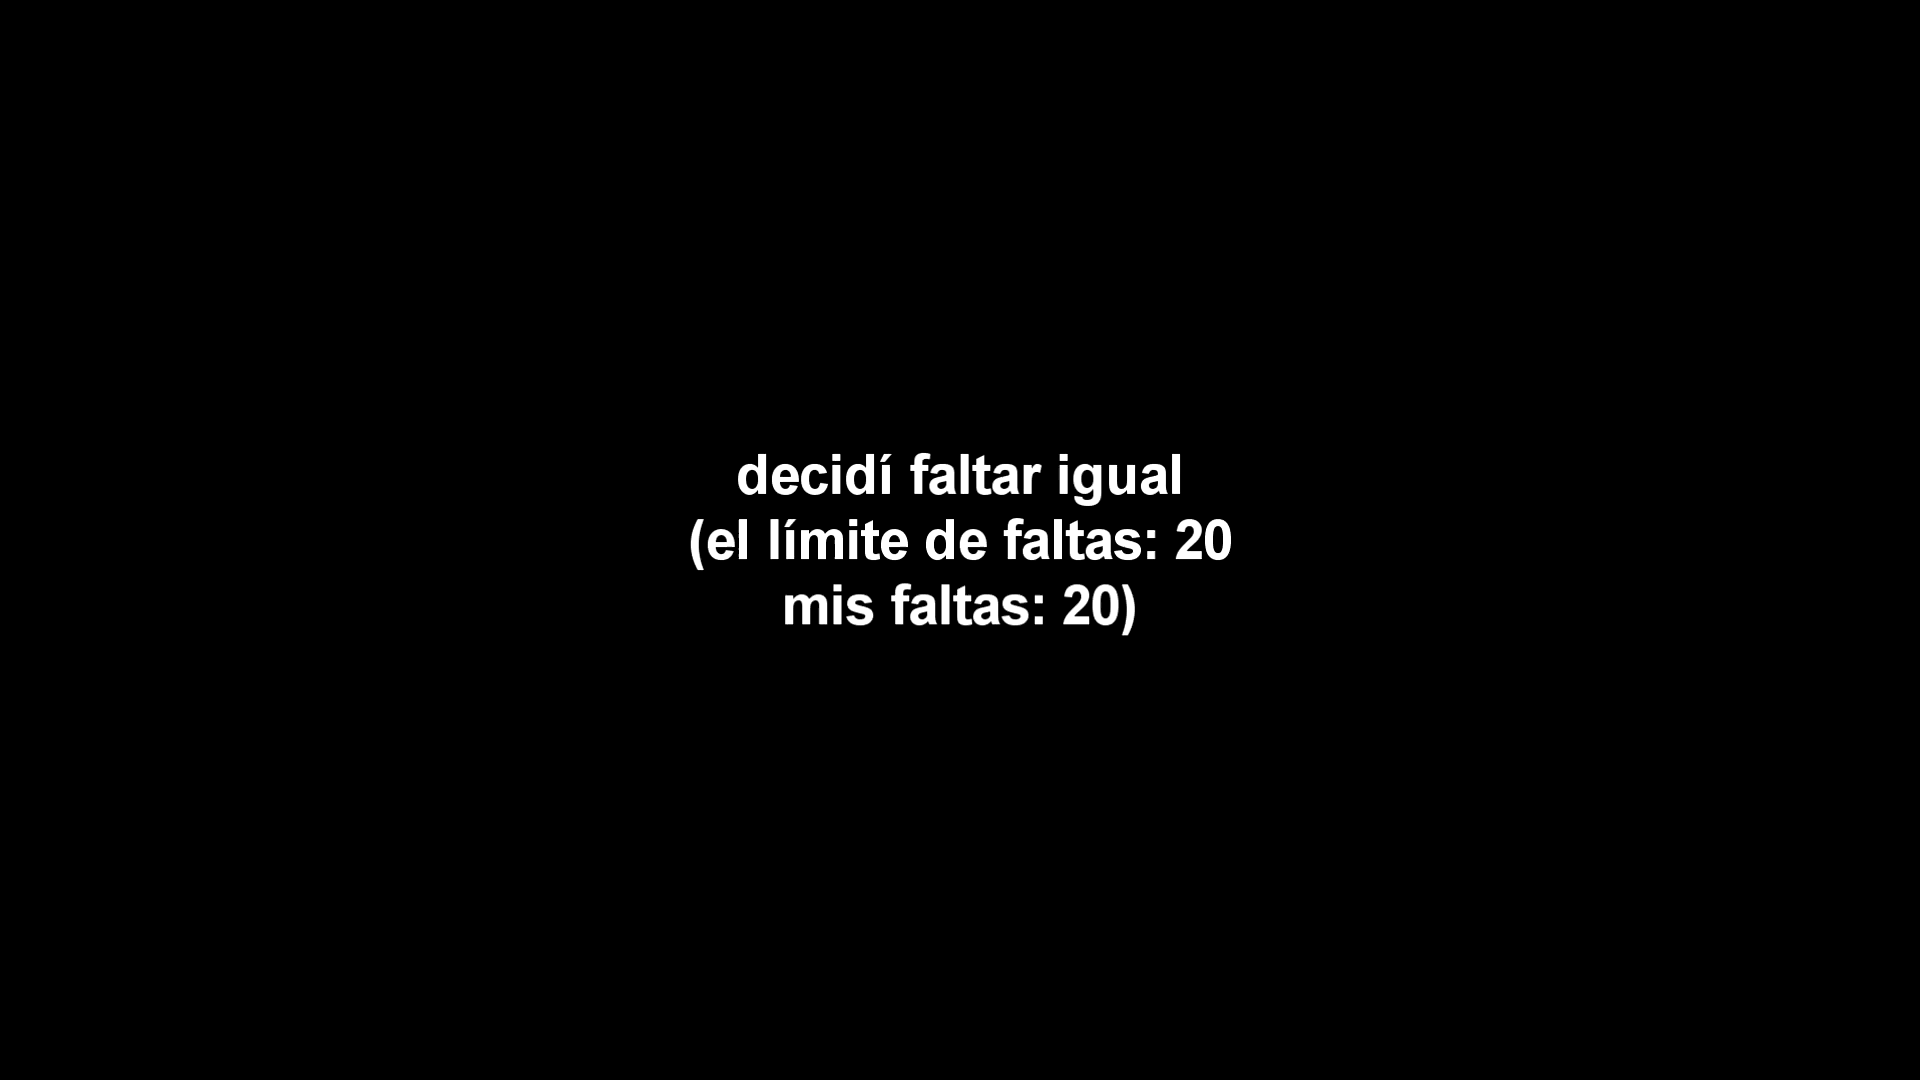 decidí faltar igual
(el límite de faltas: 20
mis faltas: 20)